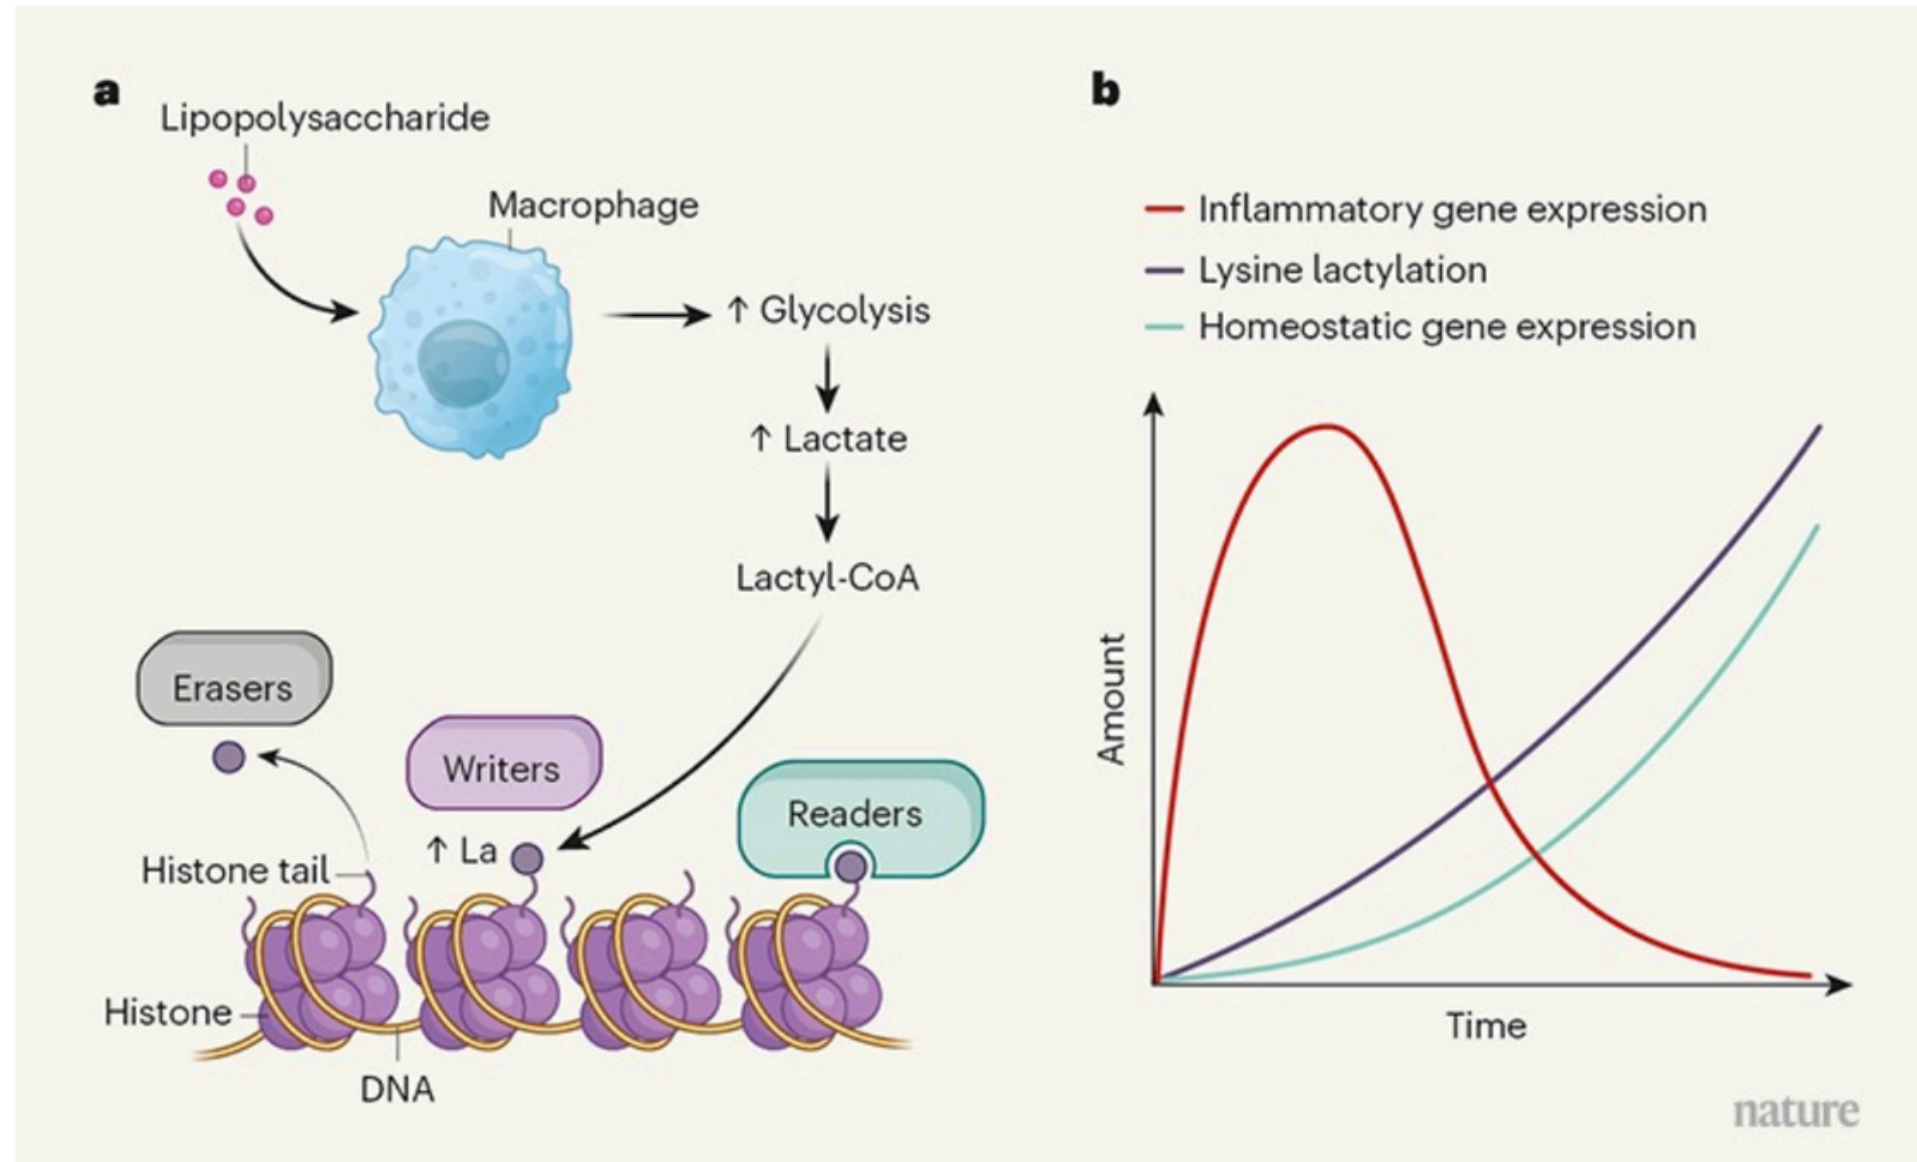 a
Lipopolysaccharide
Macrophage
↑ Glycolysis
↑ Lactate
Lactyl-CoA
Erasers
Writers
Readers
↑ La
Histone tail
Histone
DNA
b
Inflammatory gene expression
Lysine lactylation
Homeostatic gene expression
Amount
Time
nature